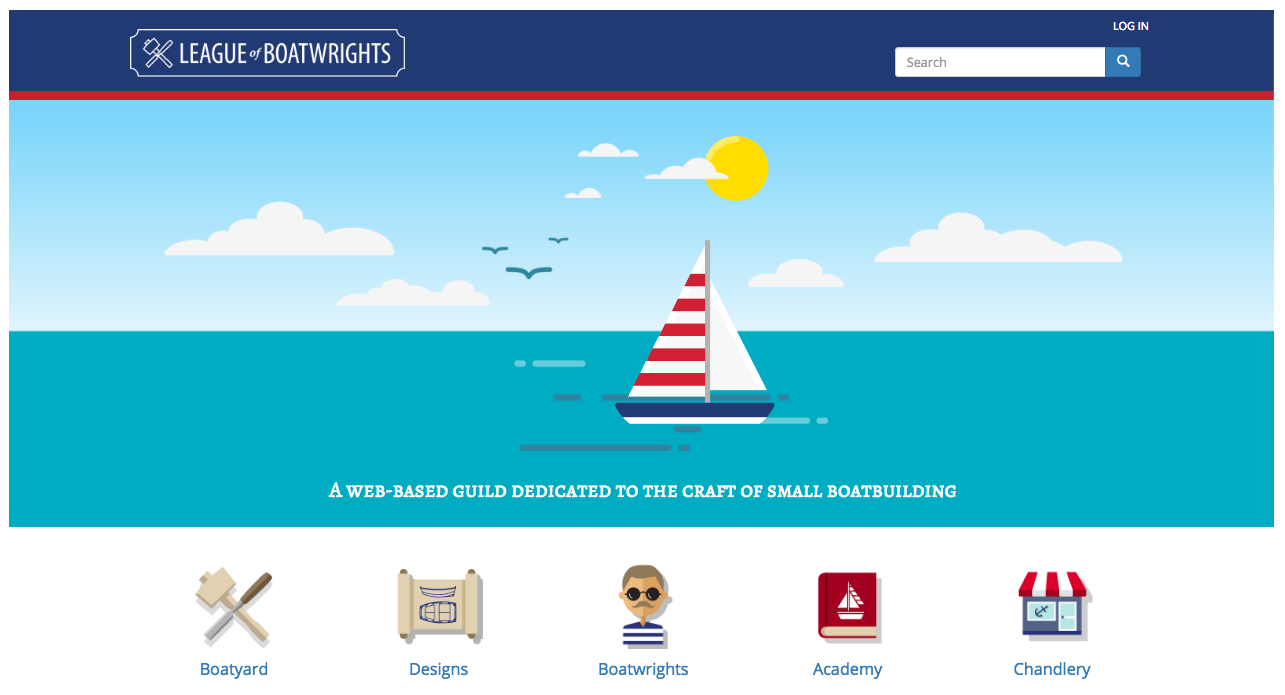 LOG IN
LEAGUE of BOATWRIGHTS
Search
A WEB-BASED GUILD DEDICATED TO THE CRAFT OF SMALL BOATBUILDING
Boatyard
Designs
Boatwrights
Academy
Chandlery